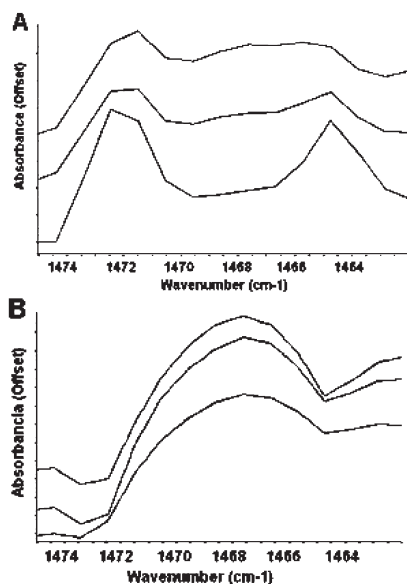 A
Absorbance (Offset)
1474 1472 1470 1468 1466 1464
Wavenumber (cm-1)
B
Absorbancia (Offset)
1474 1472 1470 1468 1466 1464
Wavenumber (cm-1)